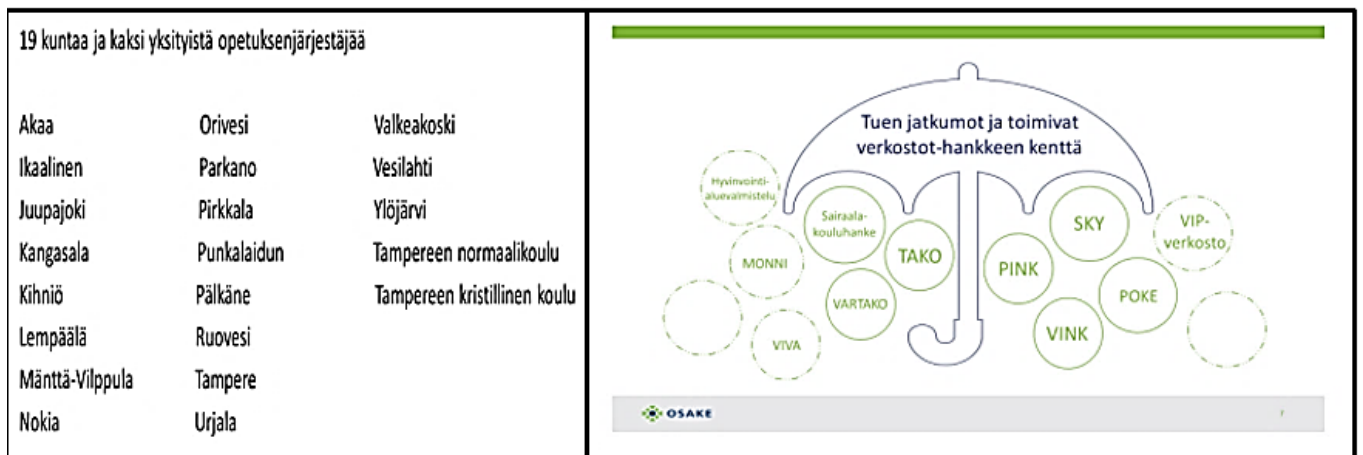 19 kuntaa ja kaksi yksityistä opetuksenjärjestäjää
Akaa
Ikaalinen
Juupajoki
Kangasala
Kihniö
Lempäälä
Mänttä-Vilppula
Nokia
Orivesi
Parkano
Pirkkala
Punkalaidun
Pälkäne
Ruovesi
Tampere
Urjala
Valkeakoski
Vesilahti
Ylöjärvi
Tampereen normaalikoulu
Tampereen kristillinen koulu
Tuen jatkumot ja toimivat
verkostot-hankkeen kenttä
Hyvinvointi-
aluevalmistelu
Sairaala-
kouluhanke
MONNI
TAKO
VARTAKO
VIVA
PINK
SKY
VIP-
verkosto
POKE
VINK
OSAKE
7